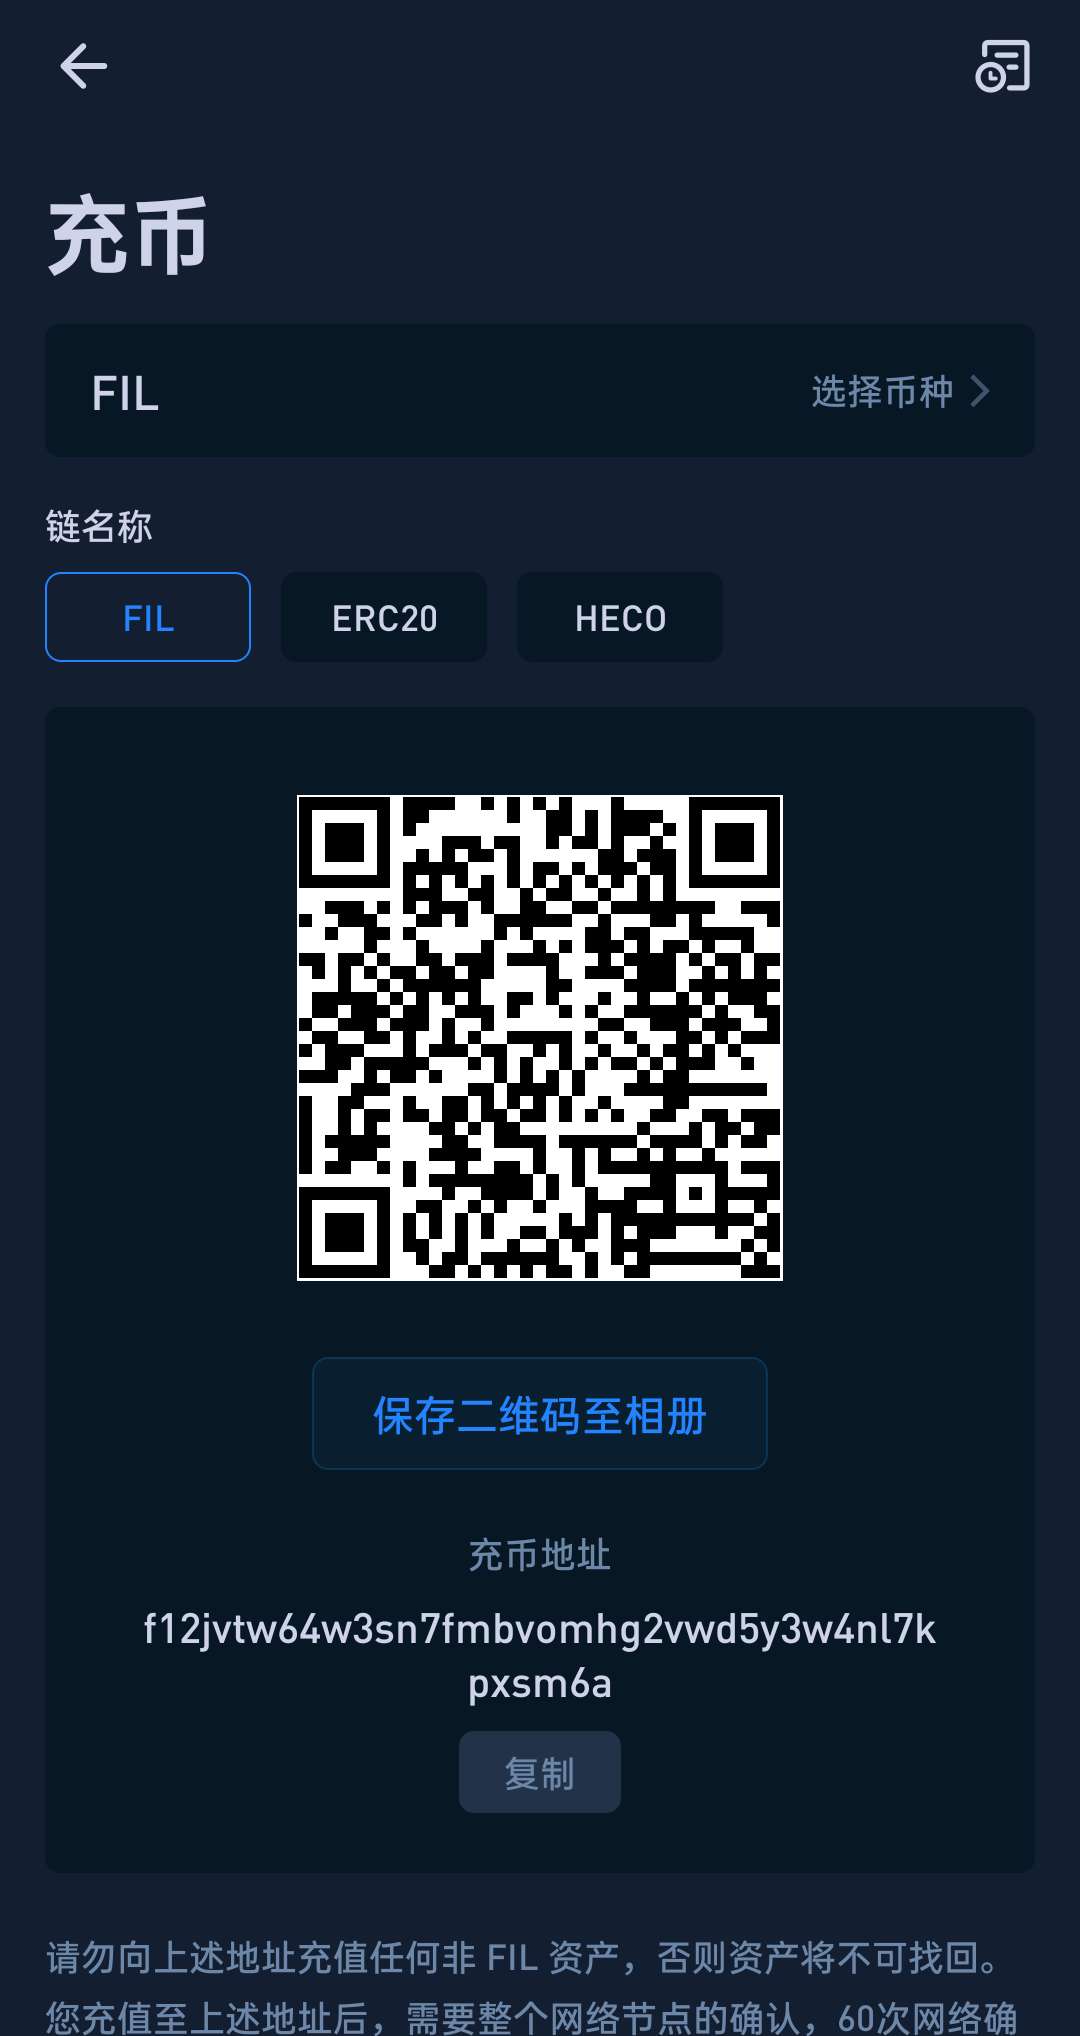 充币
FIL 选择币种
链名称
FIL ERC20 HECO
保存二维码至相册
充币地址
f12jvtw64w3sn7fmbvomhg2vwd5y3w4nl7k
pxsm6a
复制
请勿向上述地址充值任何非 FIL 资产，否则资产将不可找回。
您充值至上述地址后，需要整个网络节点的确认，60次网络确